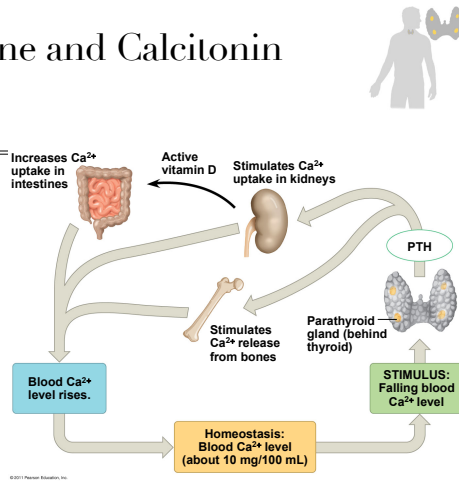 ne and Calcitonin
Increases Ca²⁺
uptake in
intestines
Active
vitamin D
Stimulates Ca²⁺
uptake in kidneys
PTH
Stimulates
Ca²⁺ release
from bones
Parathyroid
gland (behind
thyroid)
Blood Ca²⁺
level rises.
STIMULUS:
Falling blood
Ca²⁺ level
Homeostasis:
Blood Ca²⁺ level
(about 10 mg/100 mL)
© 2011 Pearson Education, Inc.